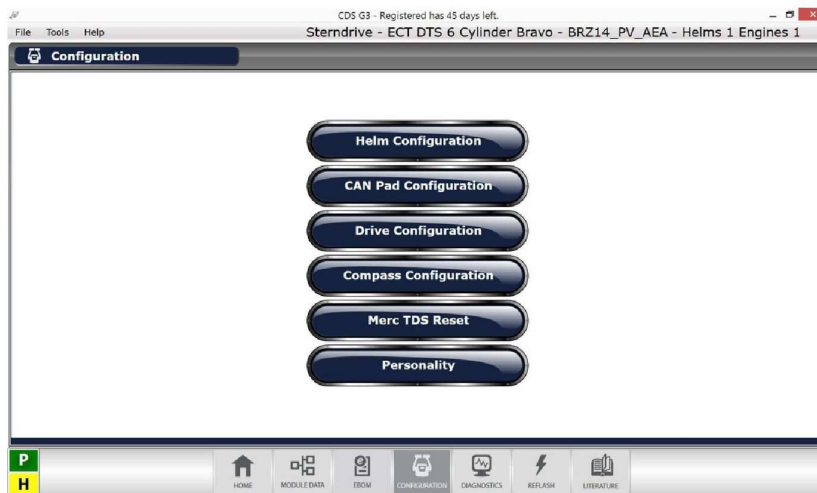 CDS G3 - Registered has 45 days left.
File Tools Help
Sterndrive - ECT DTS 6 Cylinder Bravo - BRZ14_PV_AEA - Helms 1 Engines 1
Configuration
Helm Configuration
CAN Pad Configuration
Drive Configuration
Compass Configuration
Merc TDS Reset
Personality
P
H
HOME
MODULE DATA
EBOM
CONFIGURATION
DIAGNOSTICS
REFLASH
LITERATURE